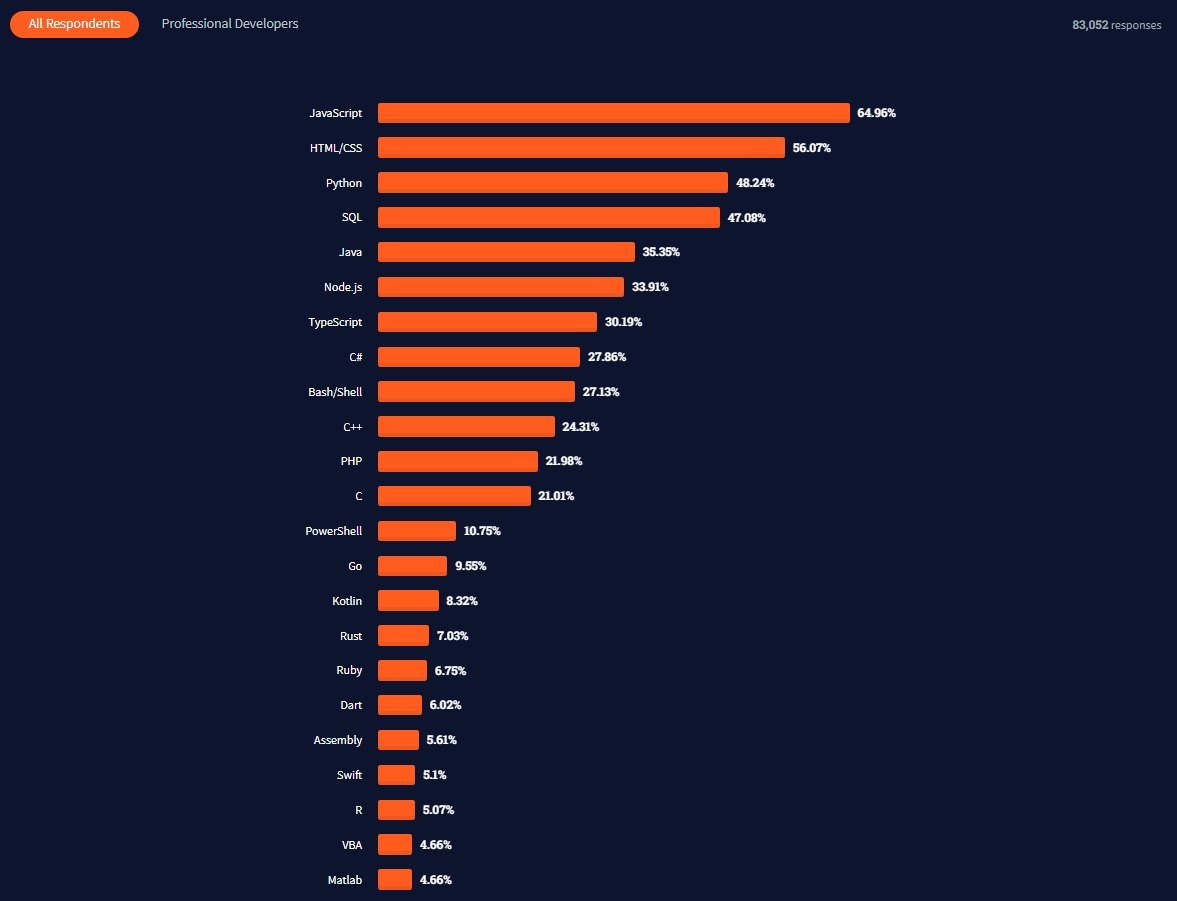 All Respondents Professional Developers 83,052 responses
JavaScript 64.96%
HTML/CSS 56.07%
Python 48.24%
SQL 47.08%
Java 35.35%
Node.js 33.91%
TypeScript 30.19%
C# 27.86%
Bash/Shell 27.13%
C++ 24.31%
PHP 21.98%
C 21.01%
PowerShell 10.75%
Go 9.55%
Kotlin 8.32%
Rust 7.03%
Ruby 6.75%
Dart 6.02%
Assembly 5.61%
Swift 5.1%
R 5.07%
VBA 4.66%
Matlab 4.66%